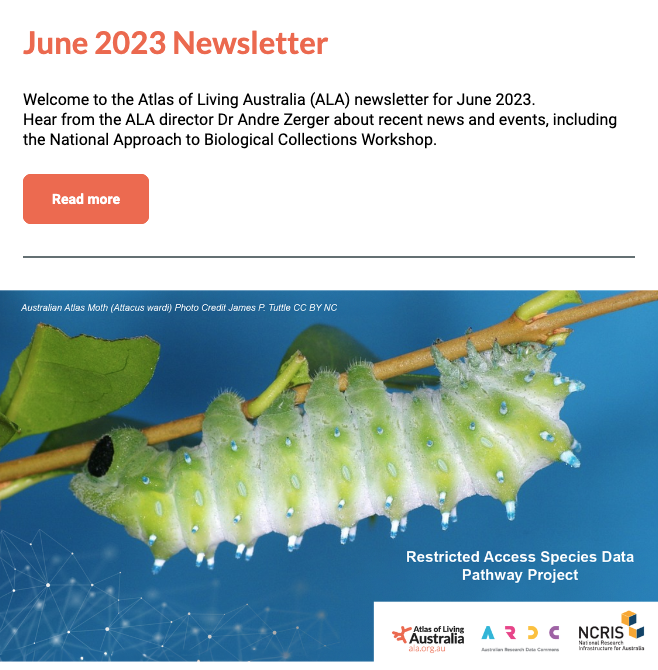 June 2023 Newsletter
Welcome to the Atlas of Living Australia (ALA) newsletter for June 2023.
Hear from the ALA director Dr Andre Zerger about recent news and events, including
the National Approach to Biological Collections Workshop.
Read more
Australian Atlas Moth (Attacus wardi) Photo Credit James P. Tuttle CC BY NC
Restricted Access Species Data
Pathway Project
Atlas of Living
Australia
ala.org.au
ARDC
Australian Research Data Commons
NCRIS
National Research
Infrastructure for Australia